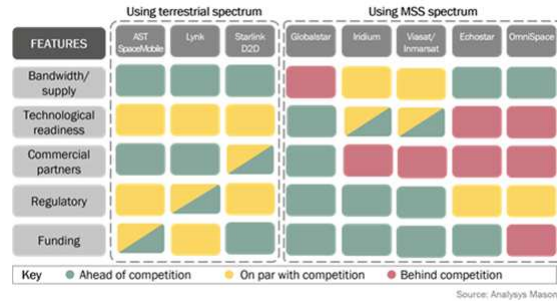 Using terrestrial spectrum
Using MSS spectrum
FEATURES
AST
SpaceMobile
Lynk
Starlink
D2D
Globalstar
Iridium
Viasat/
Inmarsat
Echostar
OmniSpace
Bandwidth/
supply
Technological
readiness
Commercial
partners
Regulatory
Funding
Key
Ahead of competition
On par with competition
Behind competition
Source: Analysys Mason